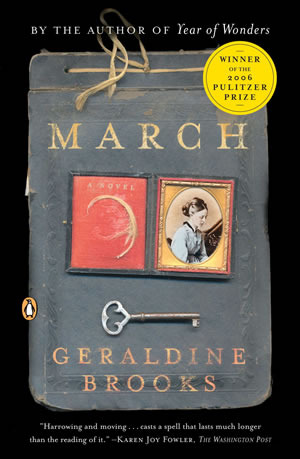 BY THE AUTHOR OF Year of Wonders
WINNER
OF THE
2006
PULITZER
PRIZE
MARCH
A NOVEL
GERALDINE
BROOKS
"Harrowing and moving . . . casts a spell that lasts much longer
than the reading of it." —KAREN JOY FOWLER, THE WASHINGTON POST